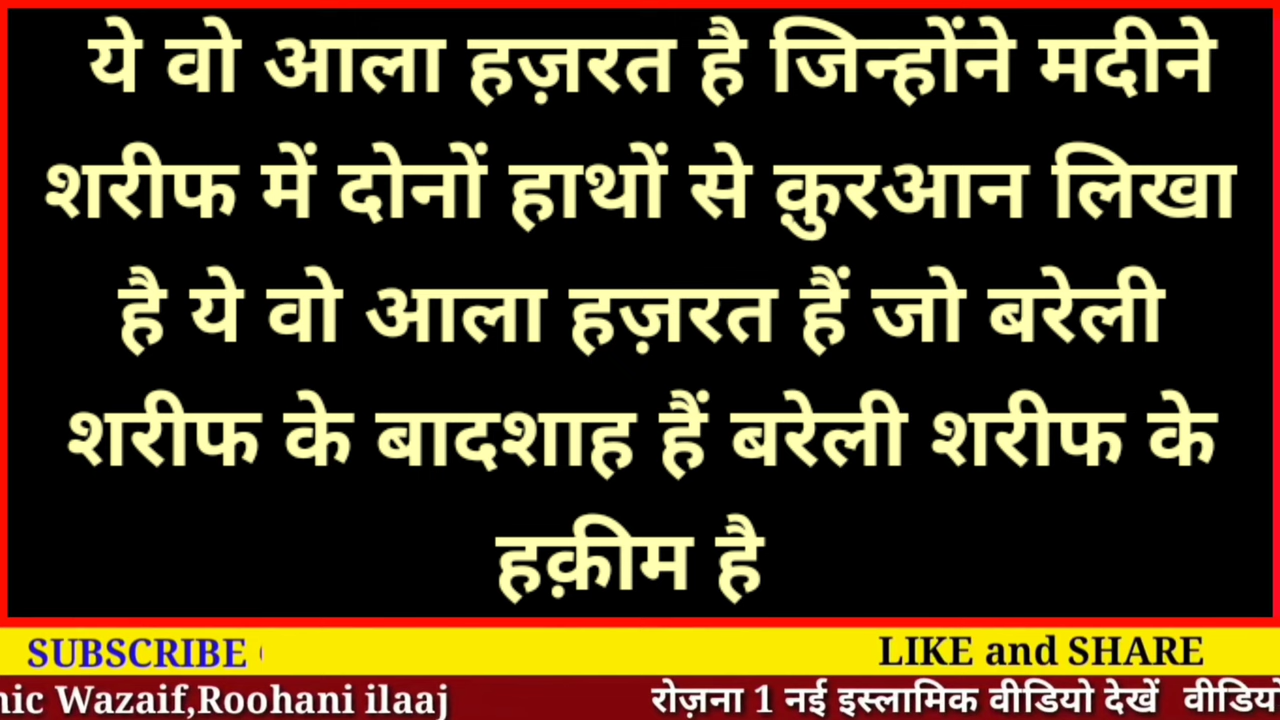 ये वो आला हज़रत है जिन्होंने मदीने
शरीफ में दोनों हाथों से क़ुरआन लिखा
है ये वो आला हज़रत हैं जो बरेली
शरीफ के बादशाह हैं बरेली शरीफ के
हक़ीम है
SUBSCRIBE
LIKE and SHARE
Wazaif,Roohani ilaaj
रोज़ना 1 नई इस्लामिक वीडियो देखें